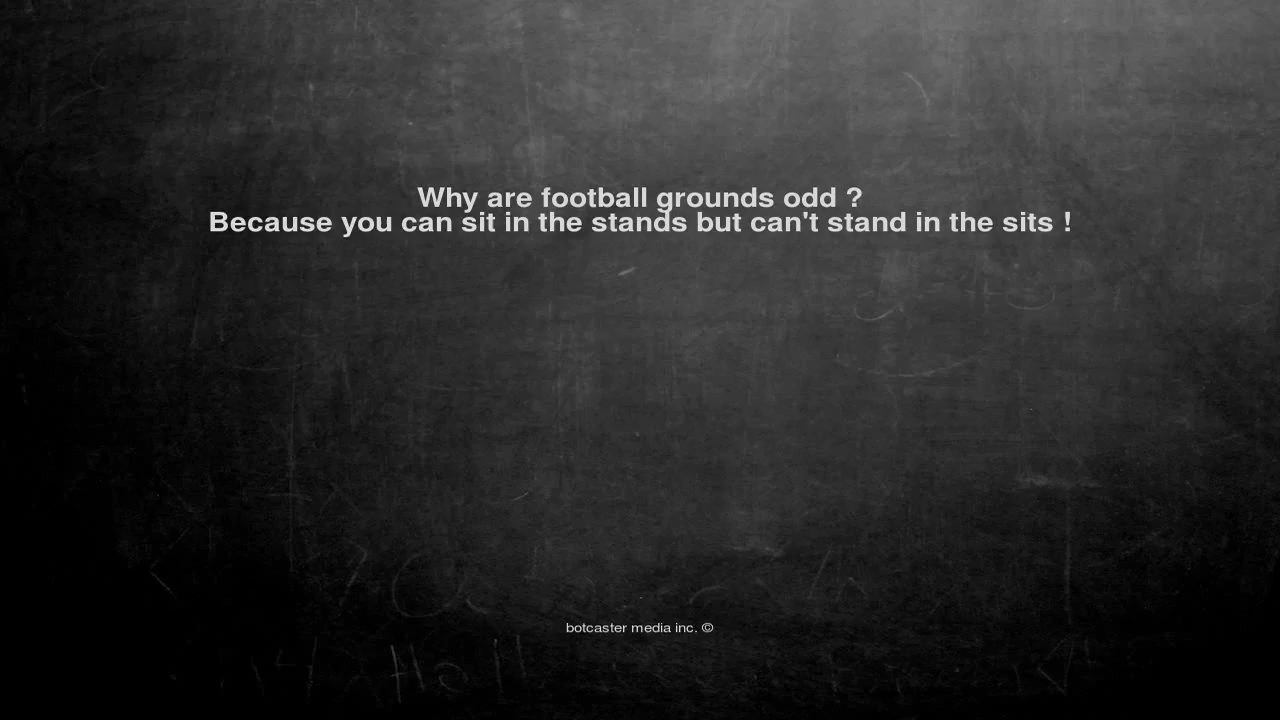 Why are football grounds odd ?
Because you can sit in the stands but can't stand in the sits !
botcaster media inc. ©